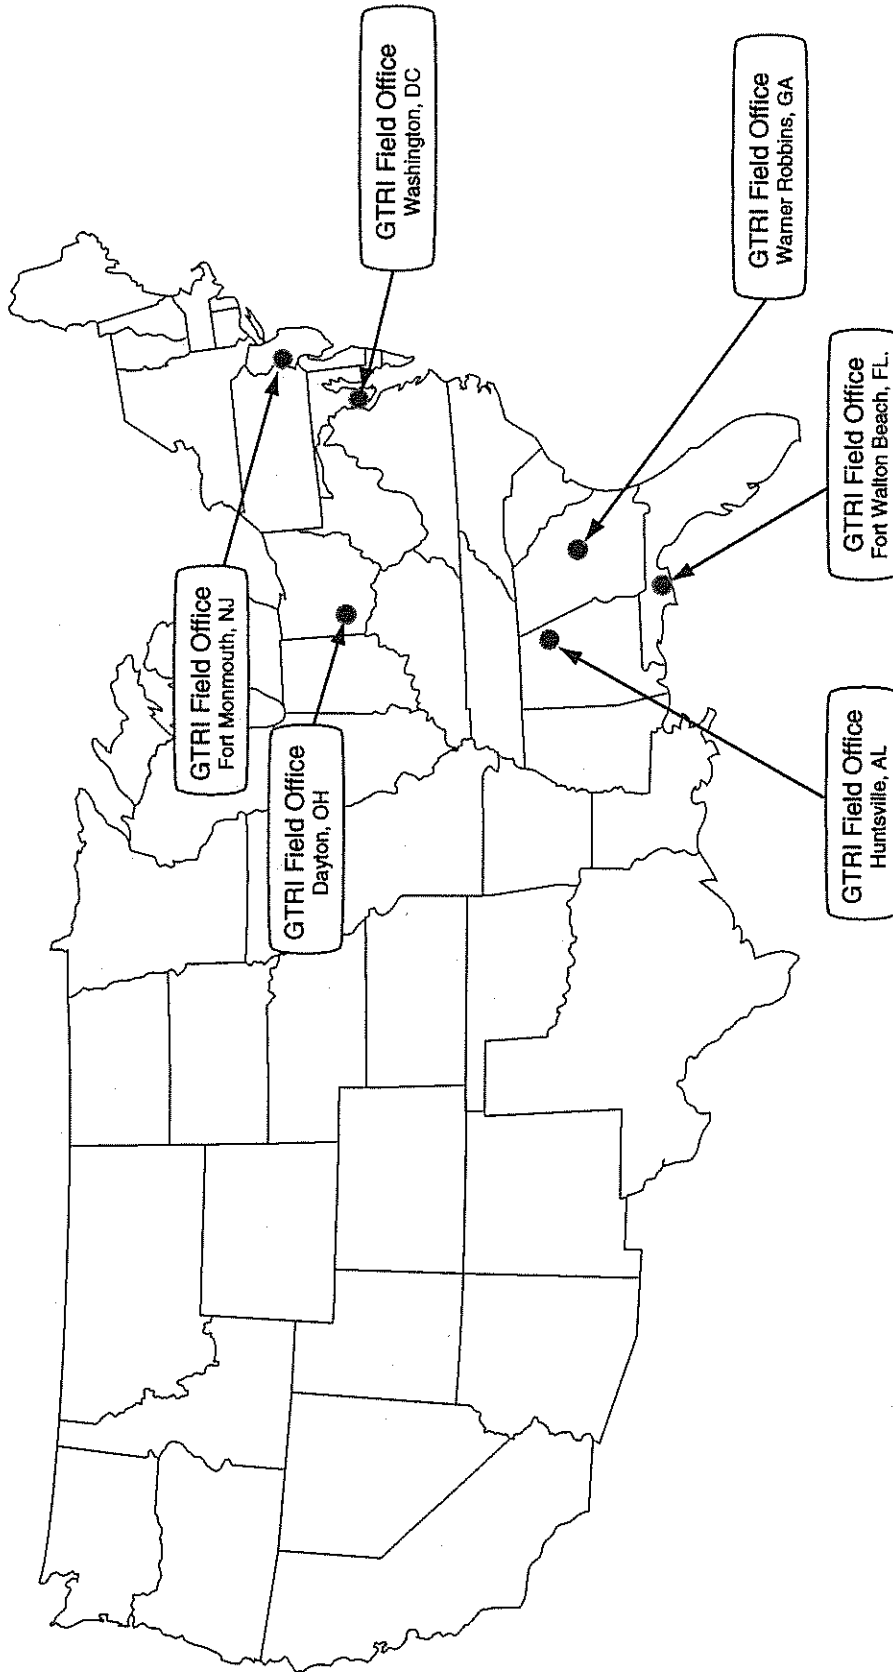 GTRI Field Office
Fort Monmouth, NJ
GTRI Field Office
Dayton, OH
GTRI Field Office
Washington, DC
GTRI Field Office
Warner Robbins, GA
GTRI Field Office
Huntsville, AL
GTRI Field Office
Fort Walton Beach, FL.